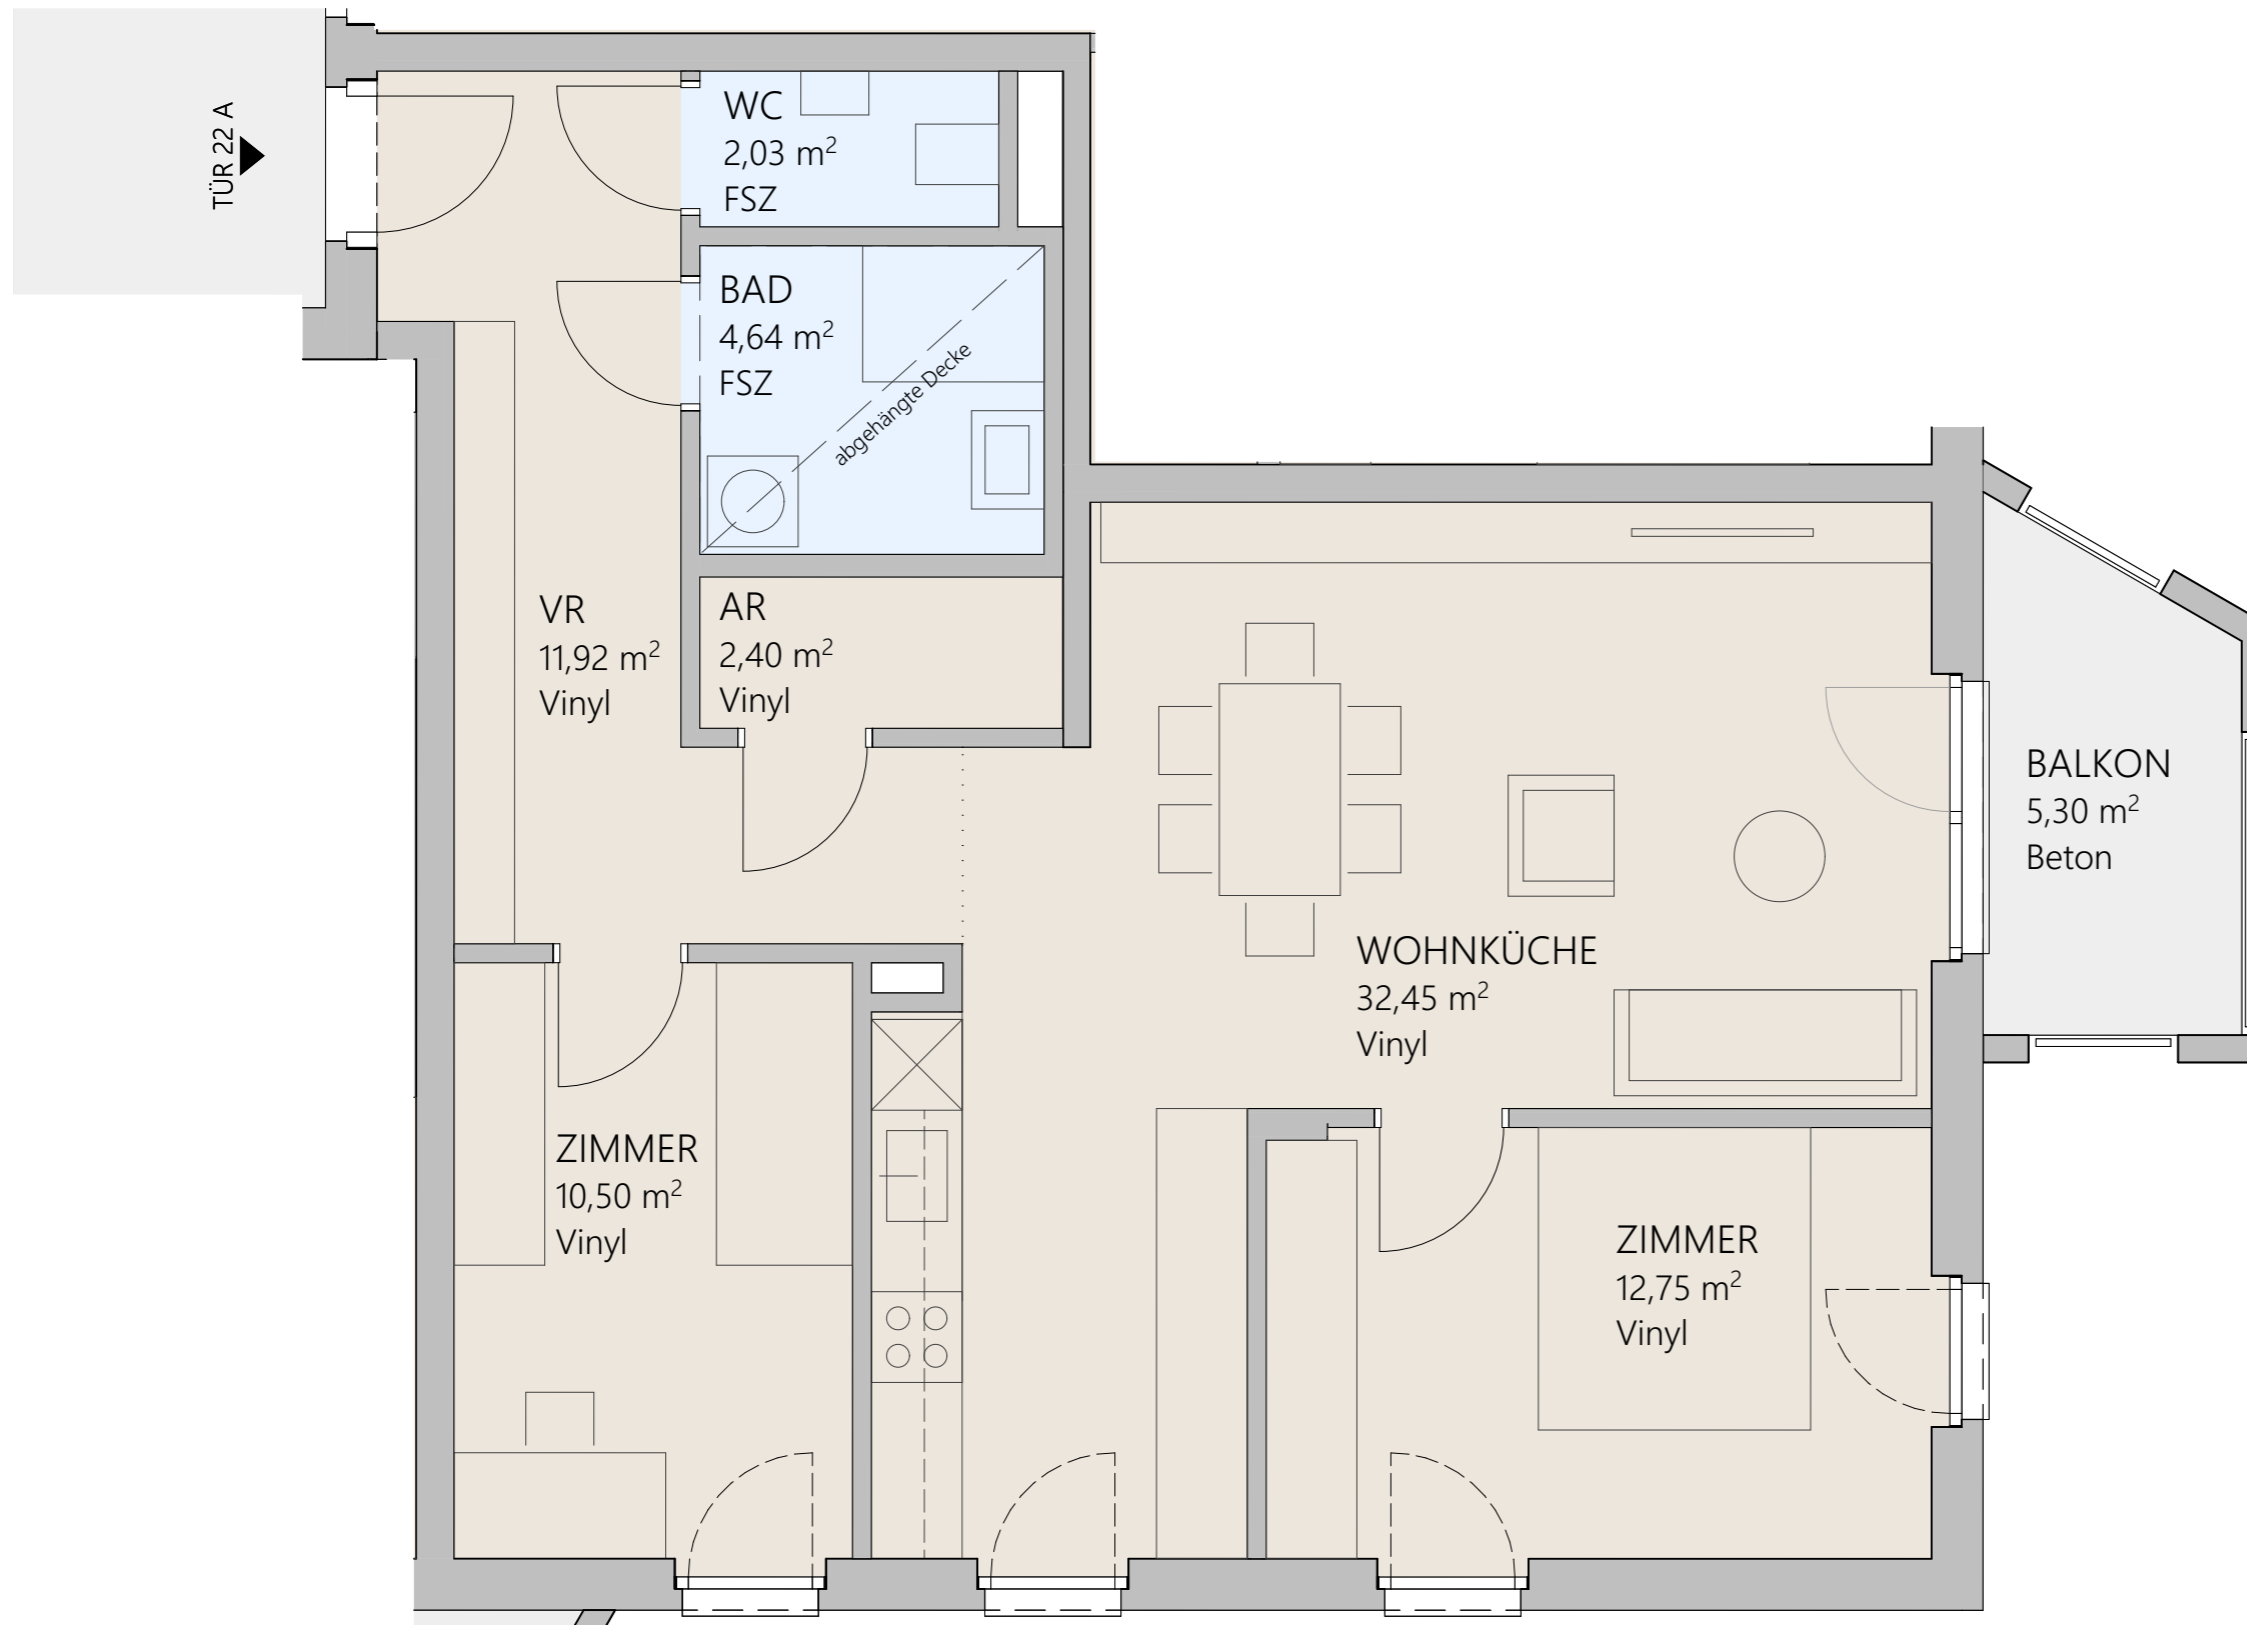 TÜR 22 A
WC
2,03 m²
FSZ
BAD
4,64 m²
FSZ
abgehängte Decke
VR
11,92 m²
Vinyl
AR
2,40 m²
Vinyl
BALKON
5,30 m²
Beton
WOHNKÜCHE
32,45 m²
Vinyl
ZIMMER
10,50 m²
Vinyl
ZIMMER
12,75 m²
Vinyl